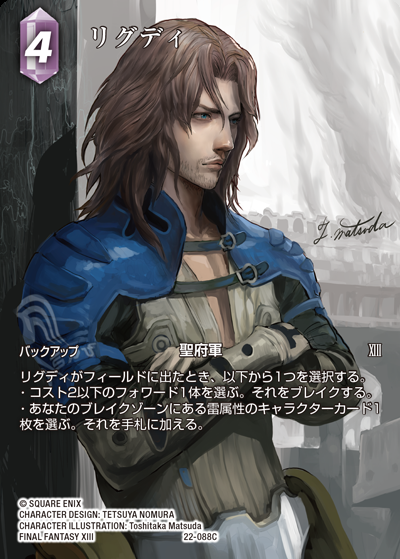 4
リグディ
T. matsuda
バックアップ 聖府軍 XIII
リグディがフィールドに出たとき、以下から1つを選択する。
・コスト2以下のフォワード1体を選ぶ。それをブレイクする。
・あなたのブレイクゾーンにある雷属性のキャラクターカード1
枚を選ぶ。それを手札に加える。
© SQUARE ENIX
CHARACTER DESIGN: TETSUYA NOMURA
CHARACTER ILLUSTRATION: Toshitaka Matsuda
FINAL FANTASY XIII 22-088C